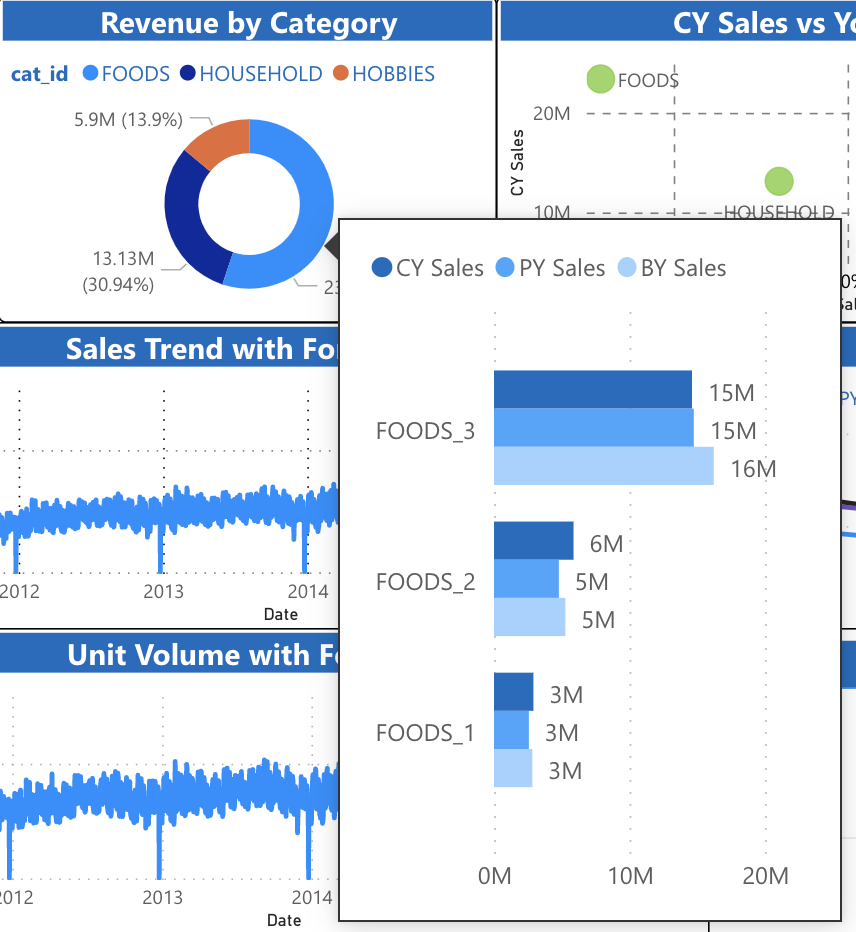 Revenue by Category
cat_id FOODS HOUSEHOLD HOBBIES
5.9M (13.9%)
13.13M
(30.94%)
CY Sales vs
FOODS
20M
CY Sales
10M
HOUSEHOLD
CY Sales PY Sales BY Sales
FOODS_3
15M
15M
16M
FOODS_2
6M
5M
5M
FOODS_1
3M
3M
3M
0M 10M 20M
Sales Trend with
2012 2013 2014
Date
Unit Volume with
2012 2013 2014
Date
PY